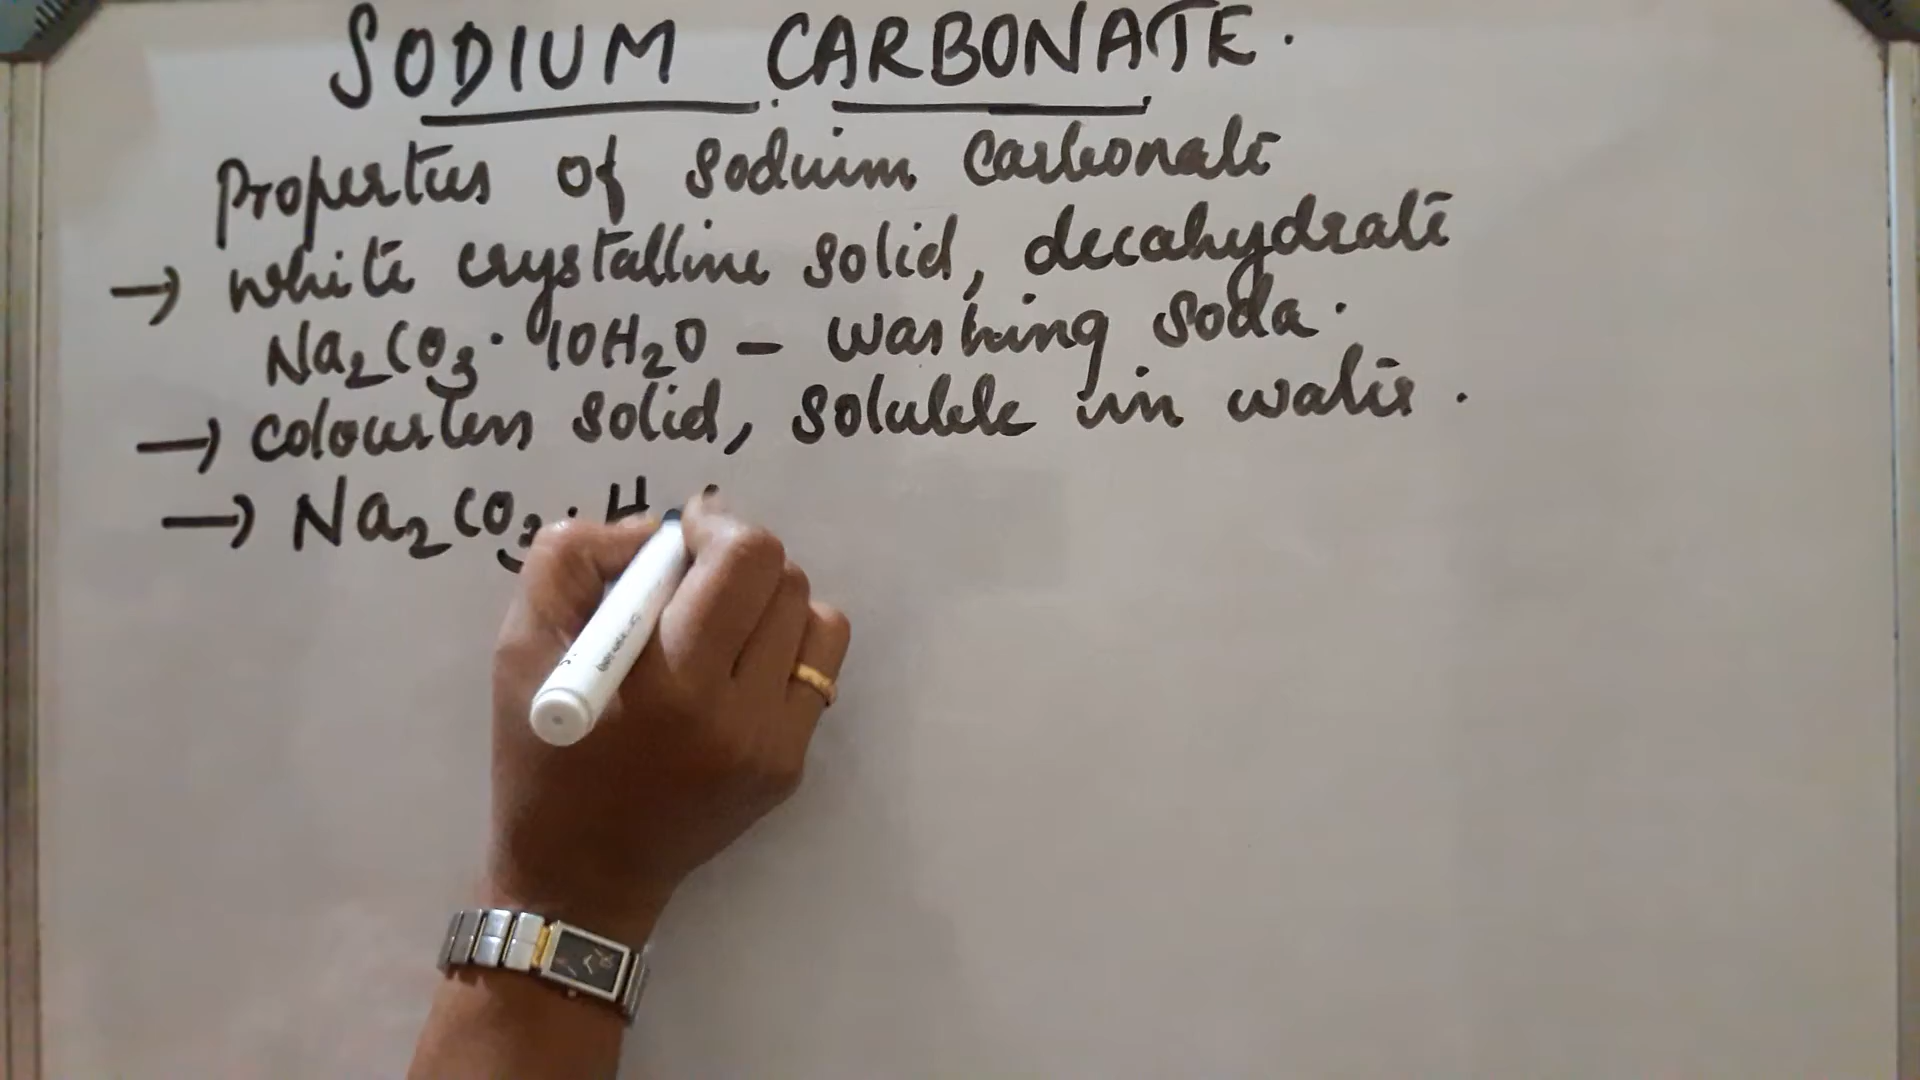 SODIUM CARBONATE.
Properties of Sodium Carbonate
→ White crystalline solid, decahydrate
Na₂CO₃·10H₂O – washing soda.
→ colourless solid, soluble in water.
→ Na₂CO₃·H